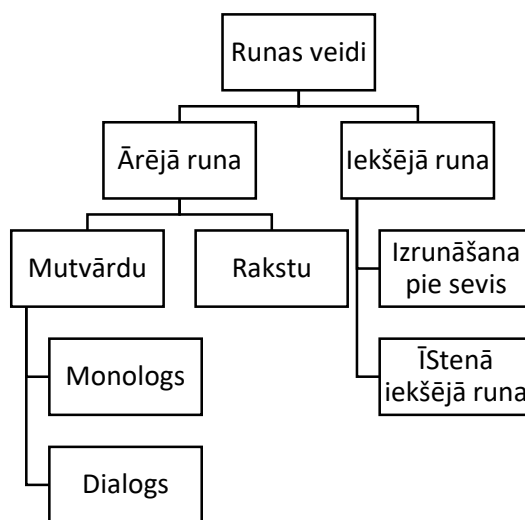 Runas veidi
Ārējā runa
Iekšējā runa
Mutvārdu
Rakstu
Izrunāšana
pie sevis
Monologs
ĪStenā
iekšējā runa
Dialogs